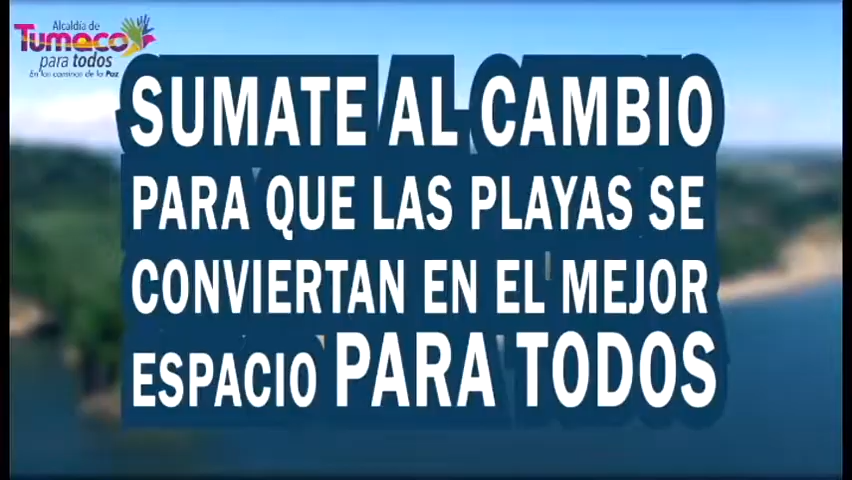 Alcaldía de
Tumaco
para todos
En los caminos de la Paz
SUMATE AL CAMBIO
PARA QUE LAS PLAYAS SE
CONVIERTAN EN EL MEJOR
ESPACIO PARA TODOS